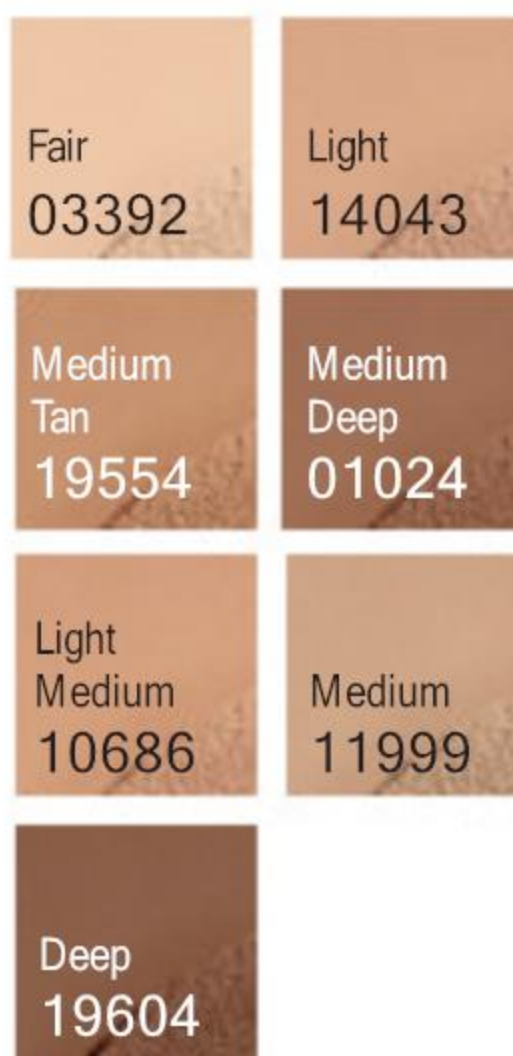 Fair
03392
Light
14043
Medium
Tan
19554
Medium
Deep
01024
Light
Medium
10686
Medium
11999
Deep
19604